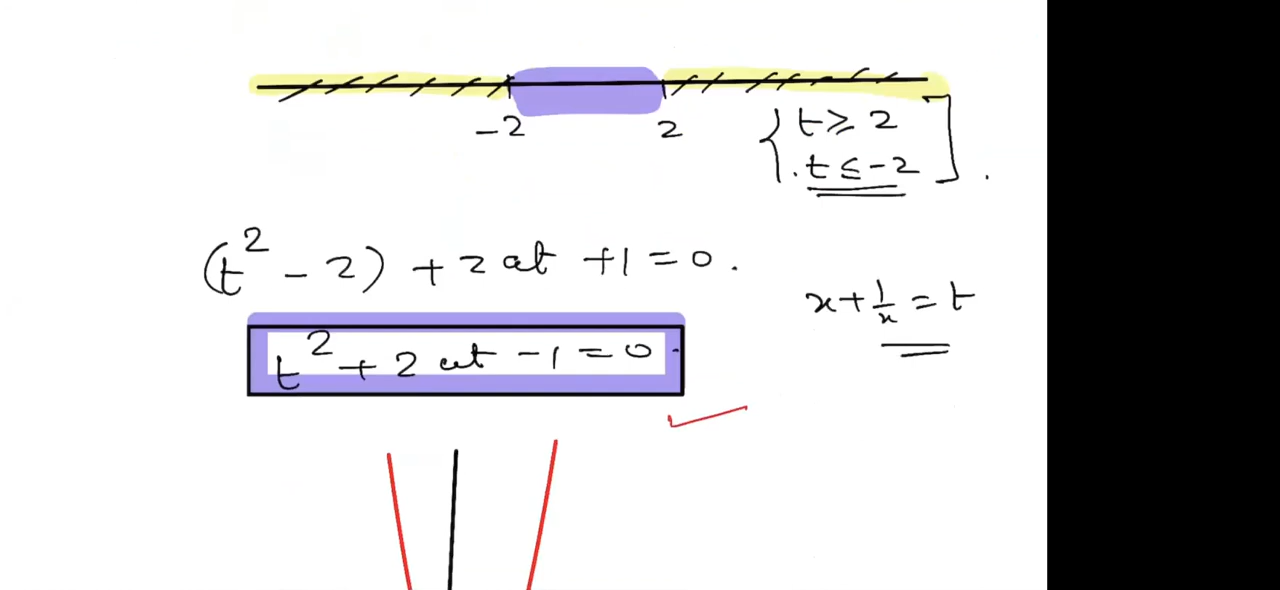 -2 2
{ t ≥ 2
. t ≤ -2 ] .
(t² - 2) + 2at + 1 = 0 .
x + 1/x = t
t² + 2at - 1 = 0 .